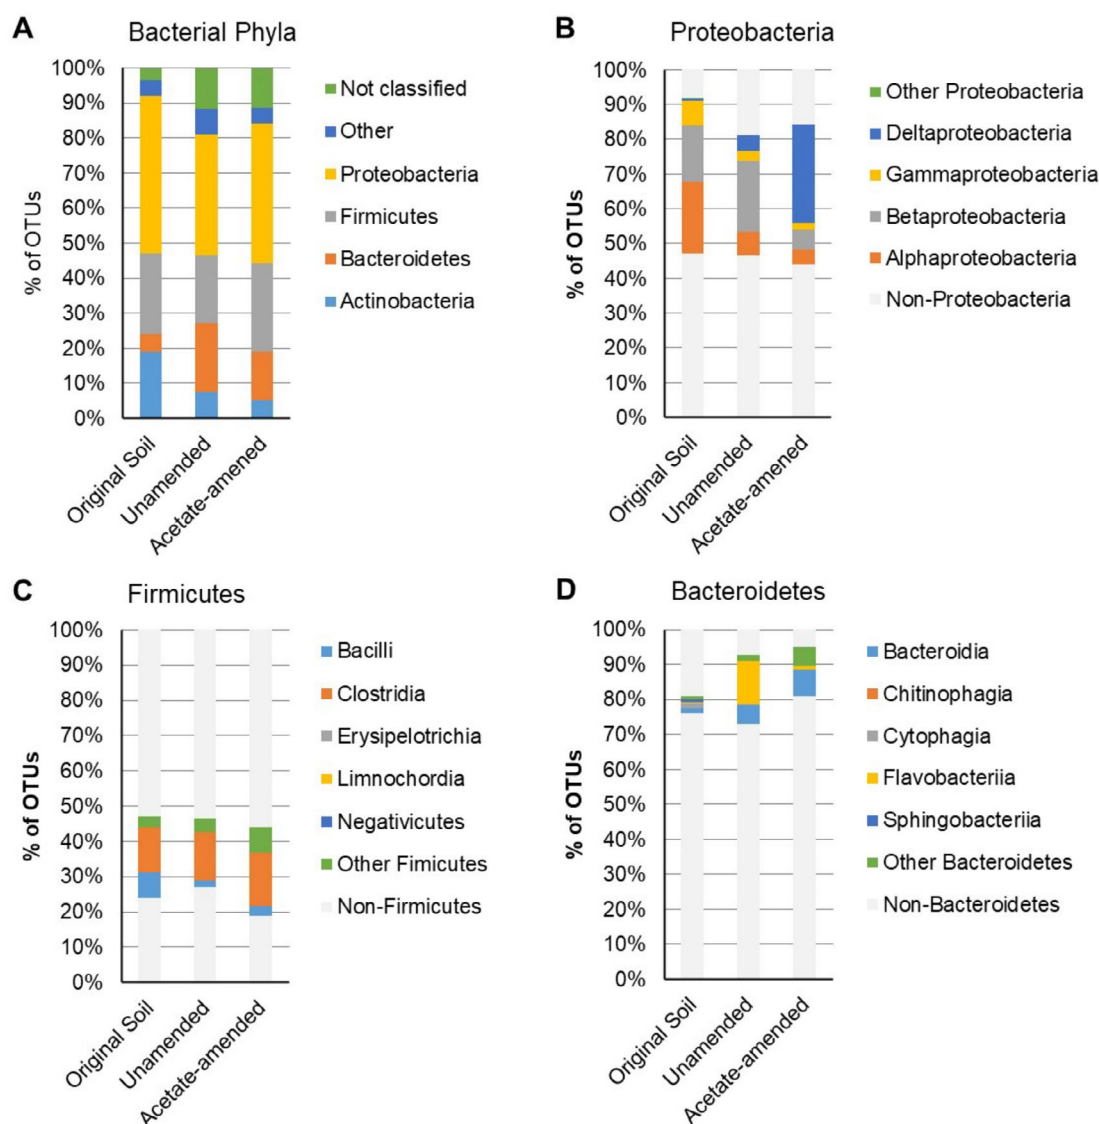 A
Bacterial Phyla
% of OTUs
100%
90%
80%
70%
60%
50%
40%
30%
20%
10%
0%
Original Soil
Unamended
Acetate-amened
Not classified
Other
Proteobacteria
Firmicutes
Bacteroidetes
Actinobacteria
B
Proteobacteria
% of OTUs
100%
90%
80%
70%
60%
50%
40%
30%
20%
10%
0%
Original Soil
Unamended
Acetate-amened
Other Proteobacteria
Deltaproteobacteria
Gammaproteobacteria
Betaproteobacteria
Alphaproteobacteria
Non-Proteobacteria
C
Firmicutes
% of OTUs
100%
90%
80%
70%
60%
50%
40%
30%
20%
10%
0%
Original Soil
Unamended
Acetate-amended
Bacilli
Clostridia
Erysipelotrichia
Limnochordia
Negativicutes
Other Fimicutes
Non-Firmicutes
D
Bacteroidetes
% of OTUs
100%
90%
80%
70%
60%
50%
40%
30%
20%
10%
0%
Original Soil
Unamended
Acetate-amended
Bacteroidia
Chitinophagia
Cytophagia
Flavobacteriia
Sphingobacteriia
Other Bacteroidetes
Non-Bacteroidetes